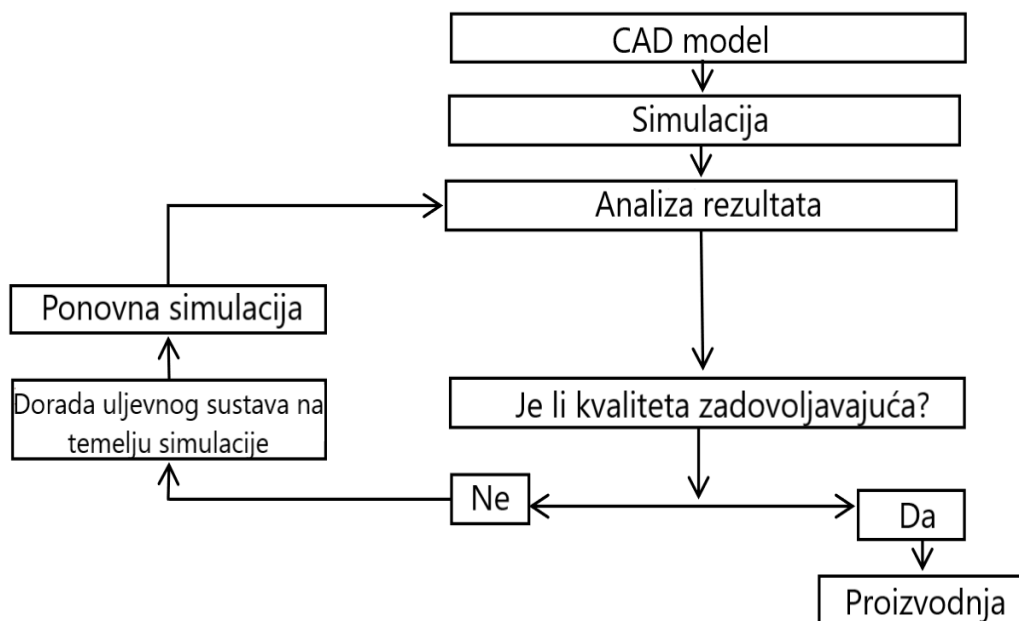 CAD model
Simulacija
Analiza rezultata
Ponovna simulacija
Dorada uljevnog sustava na
temelju simulacije
Je li kvaliteta zadovoljavajuća?
Ne
Da
Proizvodnja